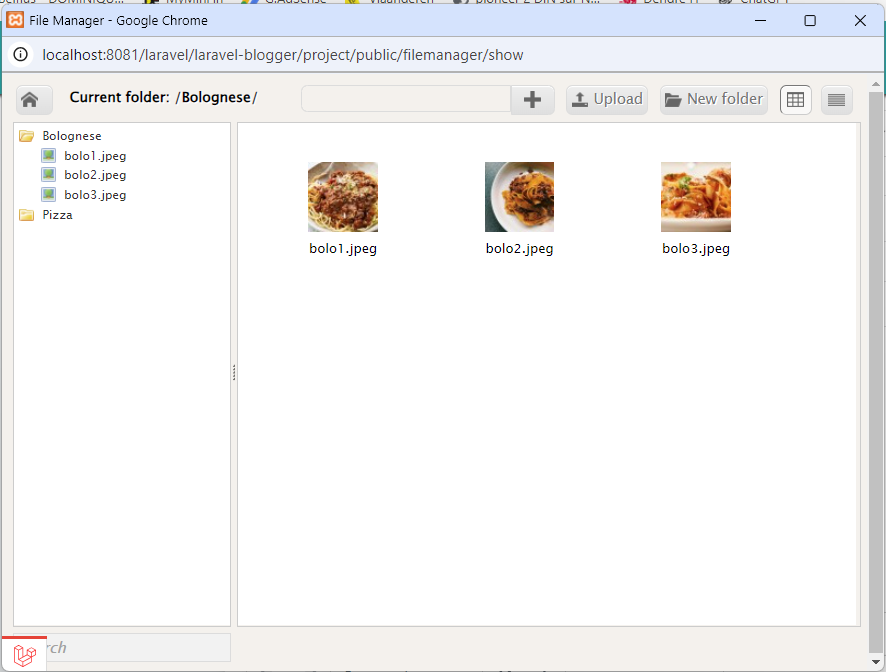 File Manager - Google Chrome
localhost:8081/laravel/laravel-blogger/project/public/filemanager/show
Current folder: /Bolognese/
Upload
New folder
Bolognese
bolo1.jpeg
bolo2.jpeg
bolo3.jpeg
Pizza
bolo1.jpeg
bolo2.jpeg
bolo3.jpeg
rch